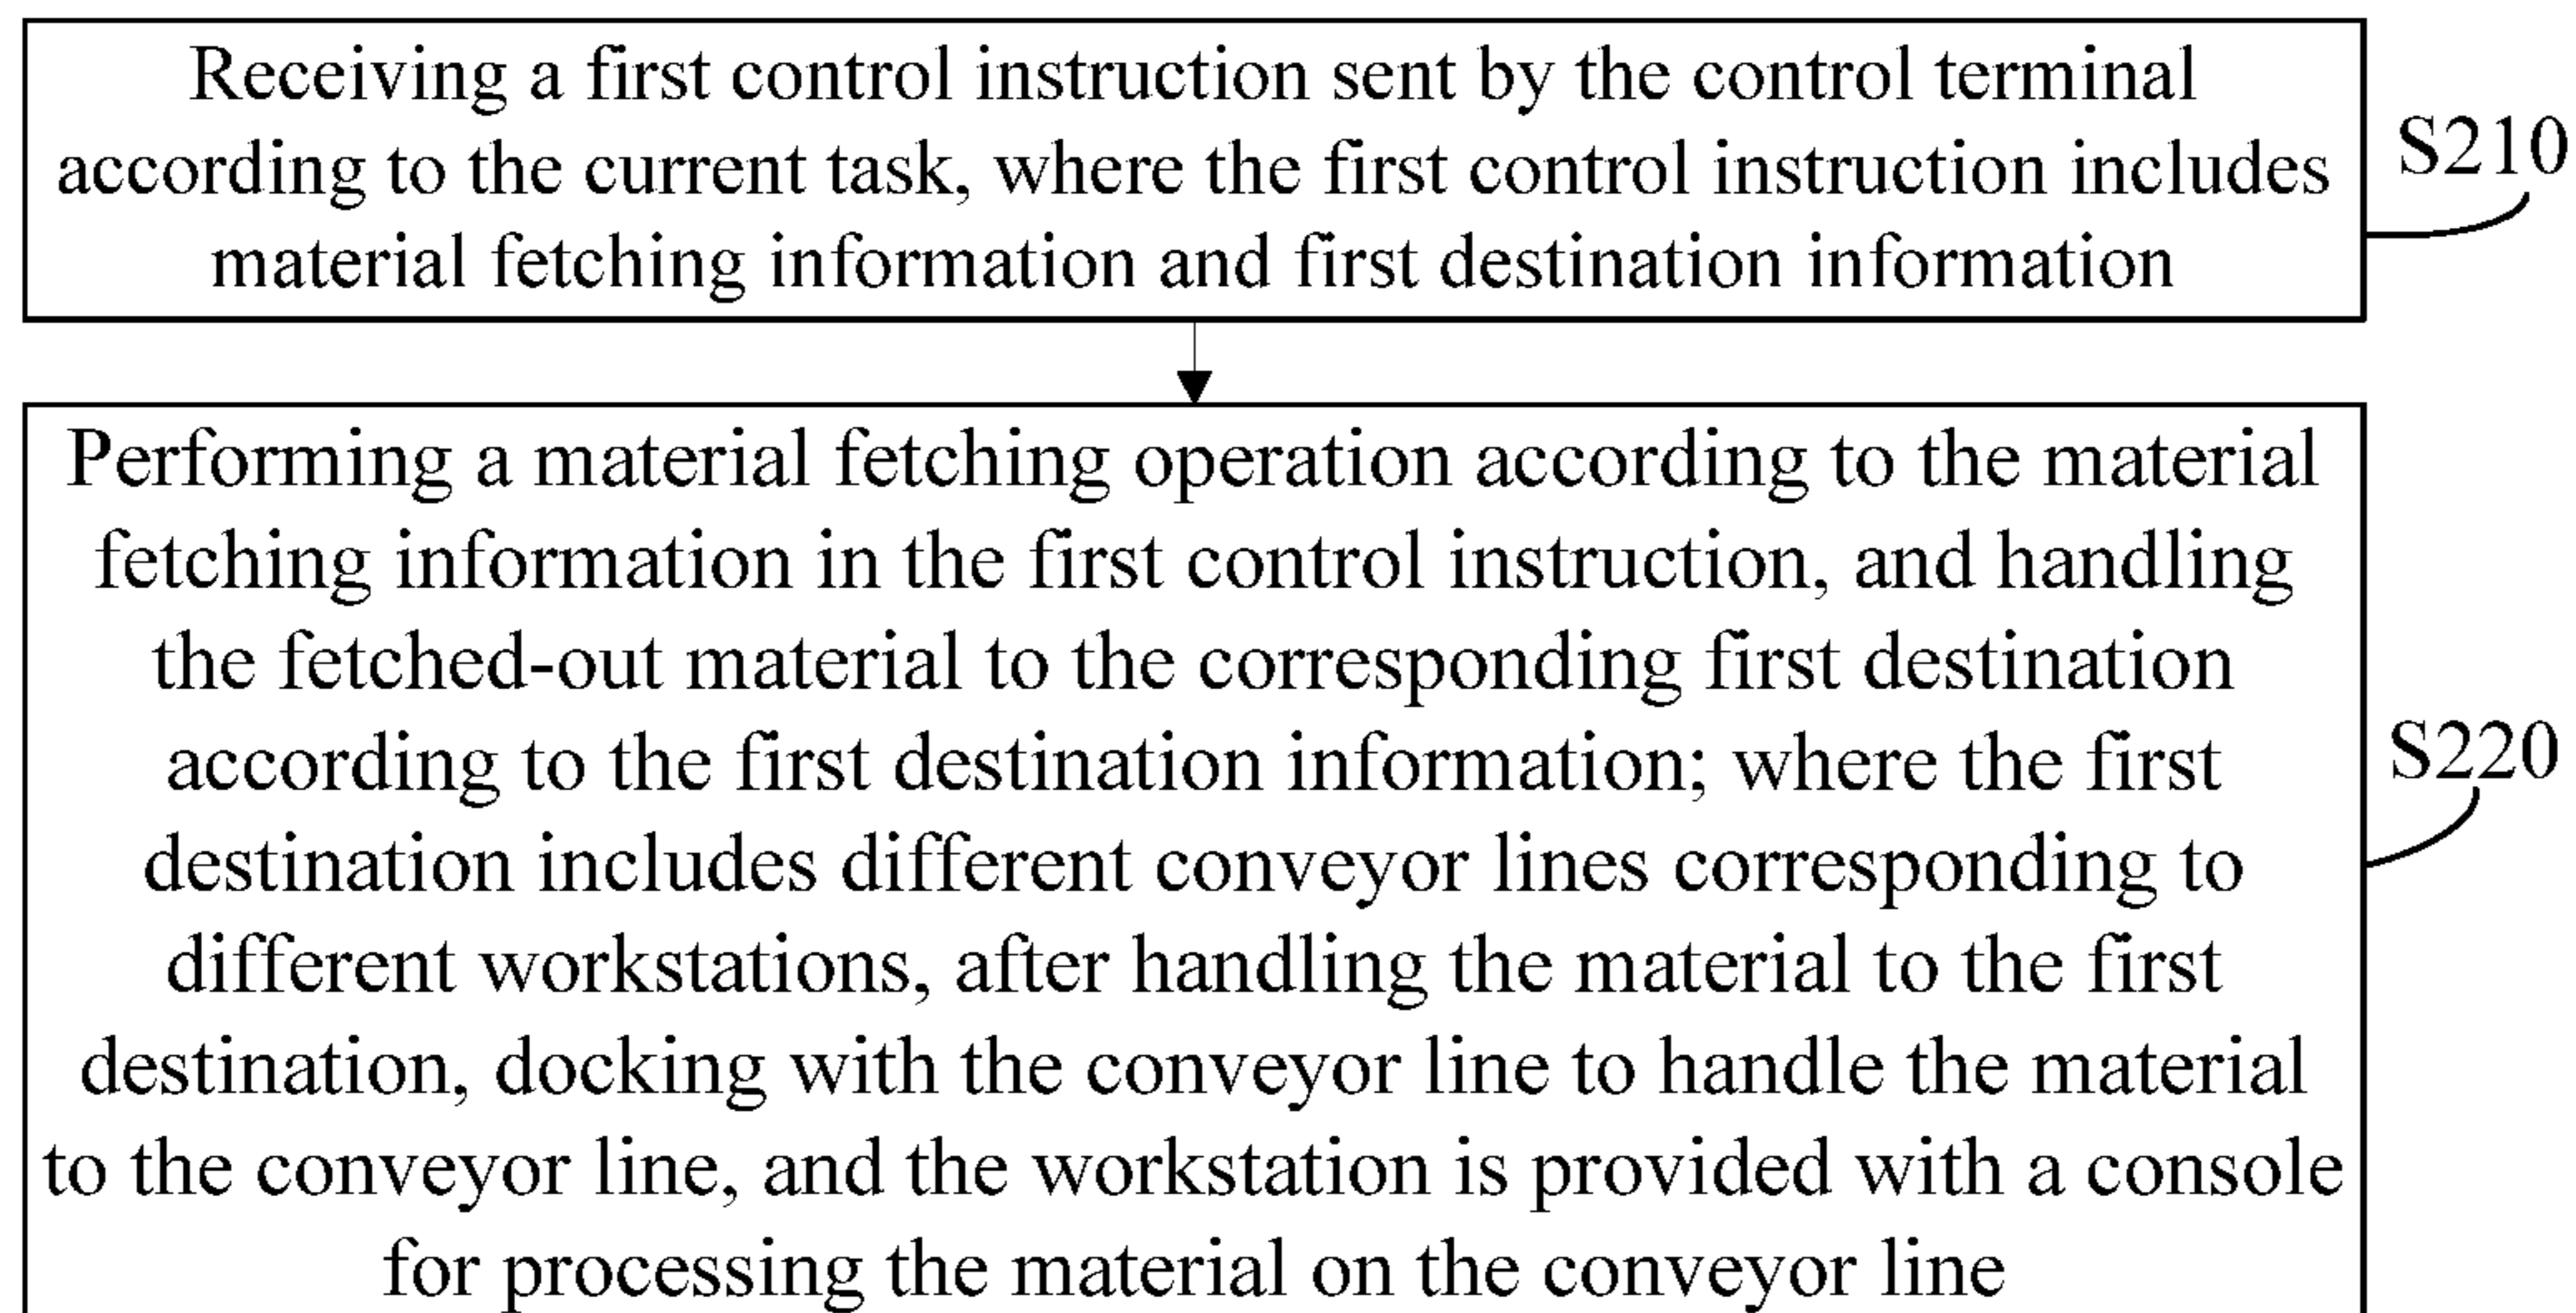 Receiving a first control instruction sent by the control terminal
according to the current task, where the first control instruction includes
material fetching information and first destination information
S210
Performing a material fetching operation according to the material
fetching information in the first control instruction, and handling
the fetched-out material to the corresponding first destination
according to the first destination information; where the first
destination includes different conveyor lines corresponding to
different workstations, after handling the material to the first
destination, docking with the conveyor line to handle the material
to the conveyor line, and the workstation is provided with a console
for processing the material on the conveyor line
S220